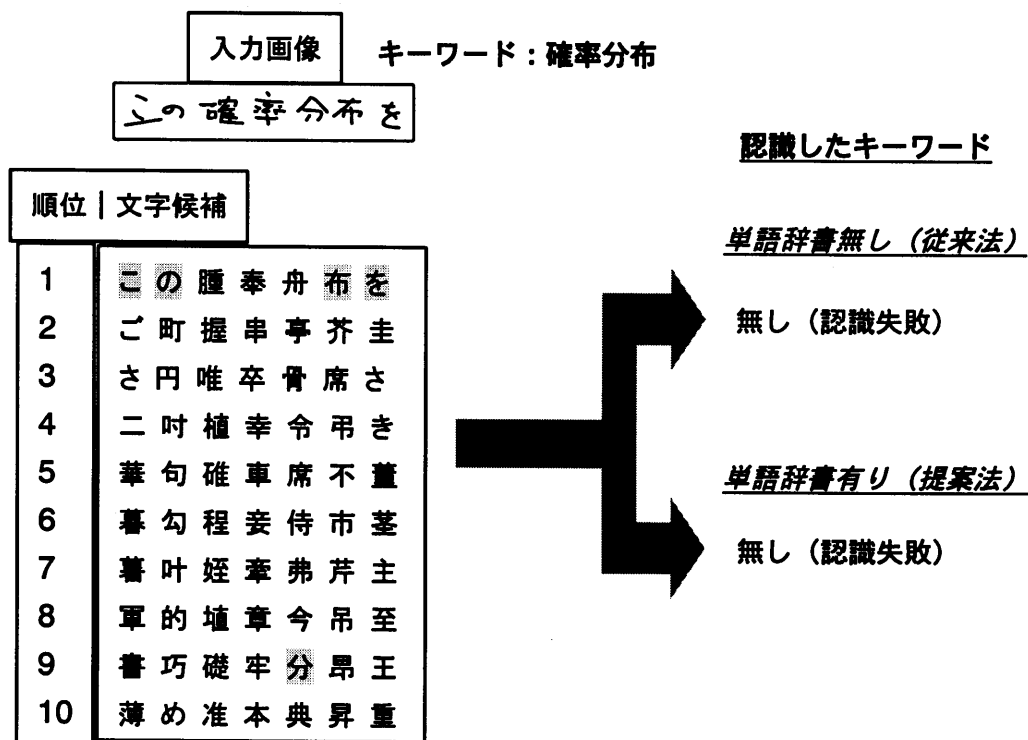 入力画像 キーワード：確率分布
この確率分布を
認識したキーワード
順位 | 文字候補
単語辞書無し（従来法）
1 この腫奉舟布を
無し（認識失敗）
2 ご町握串亭芥圭
3 さ円唯卒骨席さ
4 二吋植幸令弔き
5 華句碓車席不董
単語辞書有り（提案法）
6 暮勾程妾侍市茎
無し（認識失敗）
7 暑叶姪牽弗芹主
8 軍的埴章今吊至
9 書巧礎牢分昂王
10 薄め准本典昇重